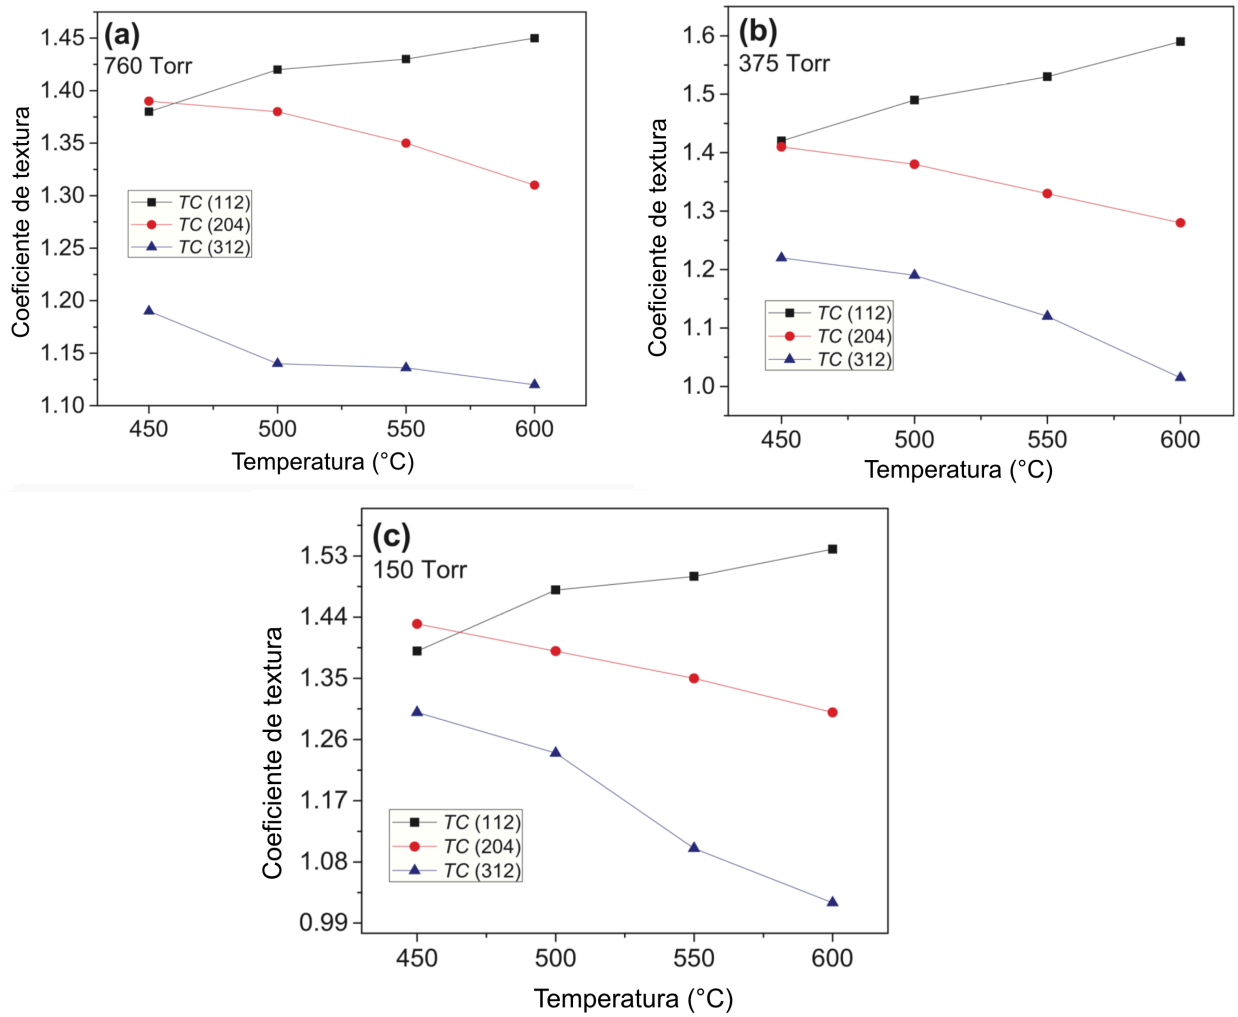 (a)
760 Torr
1.45
1.40
1.35
1.30
1.25
1.20
1.15
1.10
Coeficiente de textura
TC (112)
TC (204)
TC (312)
450 500 550 600
Temperatura (°C)
(b)
375 Torr
1.6
1.5
1.4
1.3
1.2
1.1
1.0
Coeficiente de textura
TC (112)
TC (204)
TC (312)
450 500 550 600
Temperatura (°C)
(c)
150 Torr
1.53
1.44
1.35
1.26
1.17
1.08
0.99
Coeficiente de textura
TC (112)
TC (204)
TC (312)
450 500 550 600
Temperatura (°C)